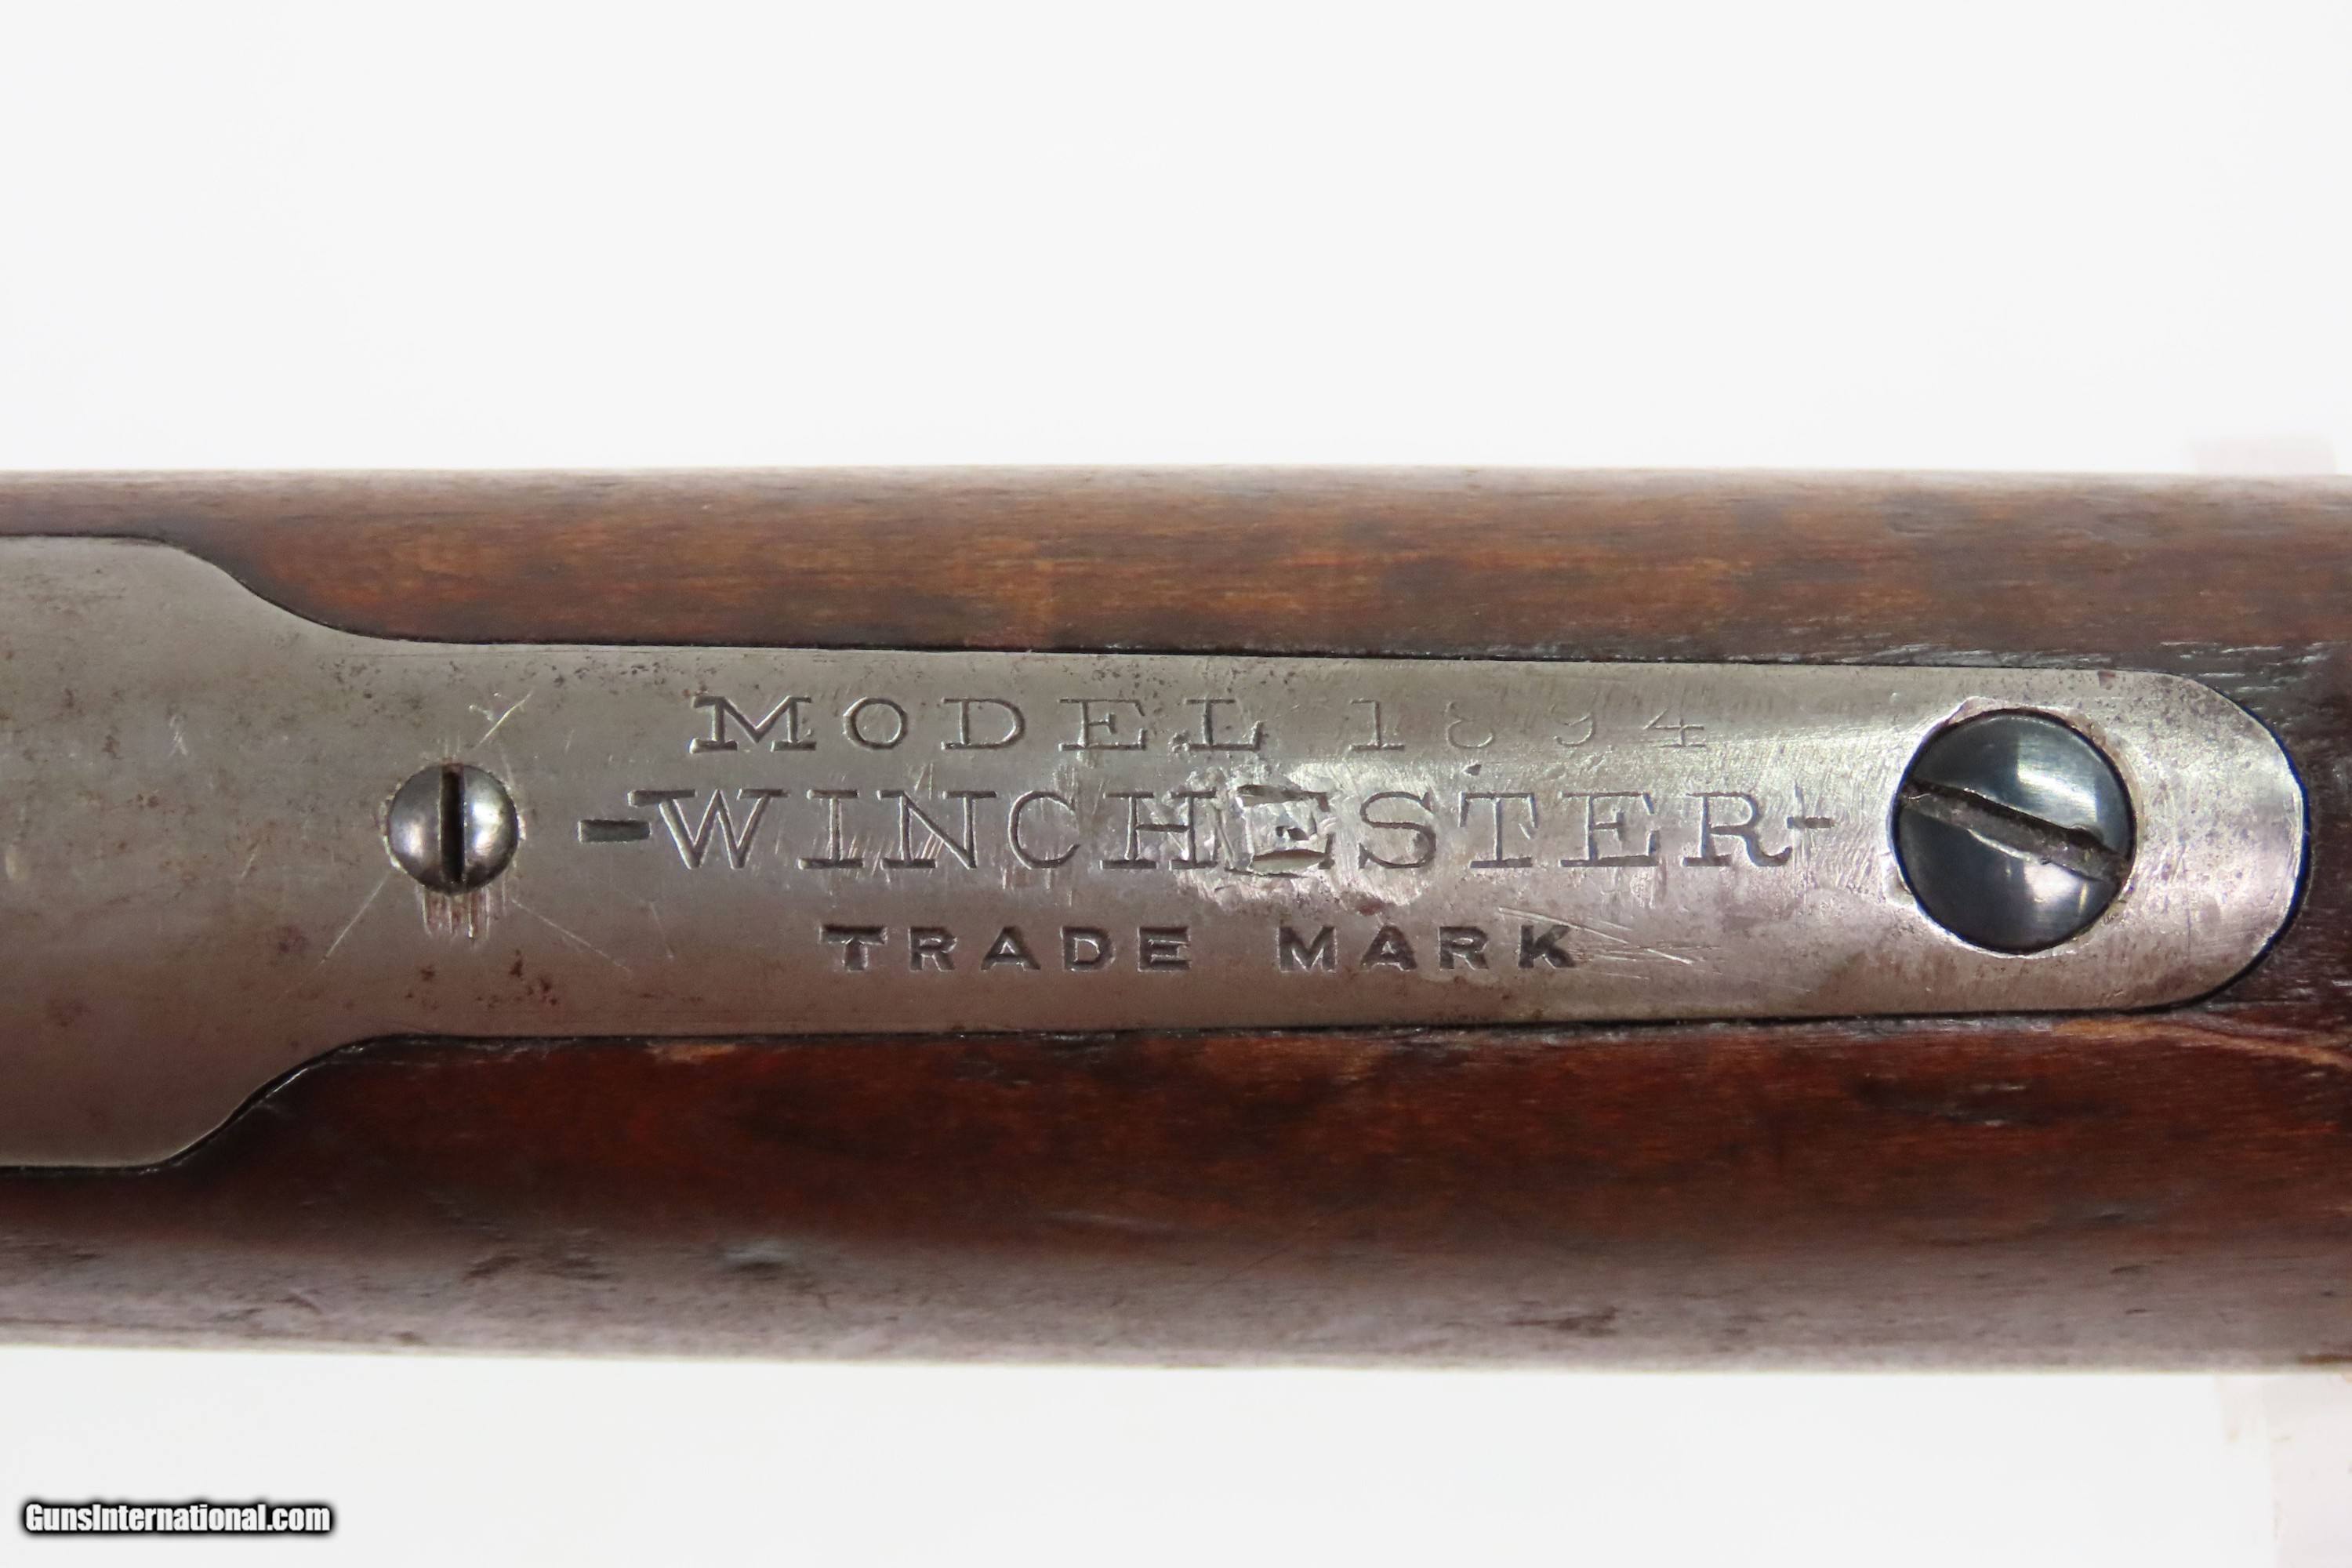 MODEL 1894
-WINCHESTER-
TRADE MARK
GunsInternational.com